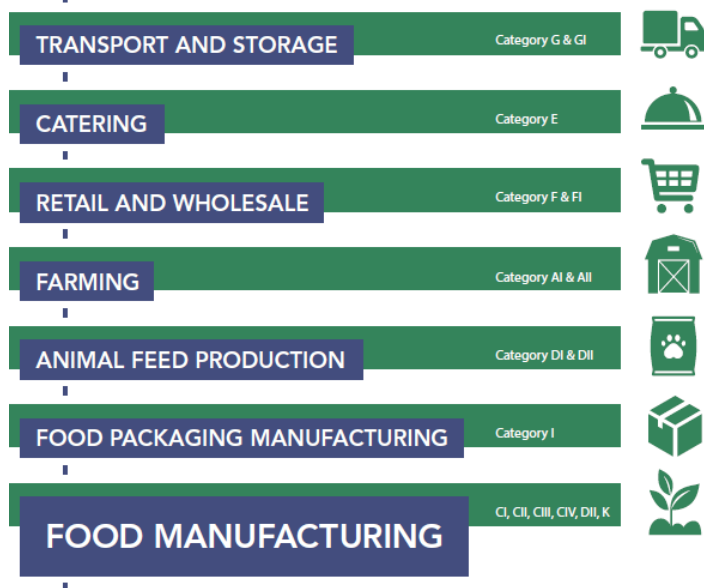 TRANSPORT AND STORAGE
Category G & GI
CATERING
Category E
RETAIL AND WHOLESALE
Category F & FI
FARMING
Category AI & AII
ANIMAL FEED PRODUCTION
Category DI & DII
FOOD PACKAGING MANUFACTURING
Category I
FOOD MANUFACTURING
CI, CII, CIII, CIV, DII, K